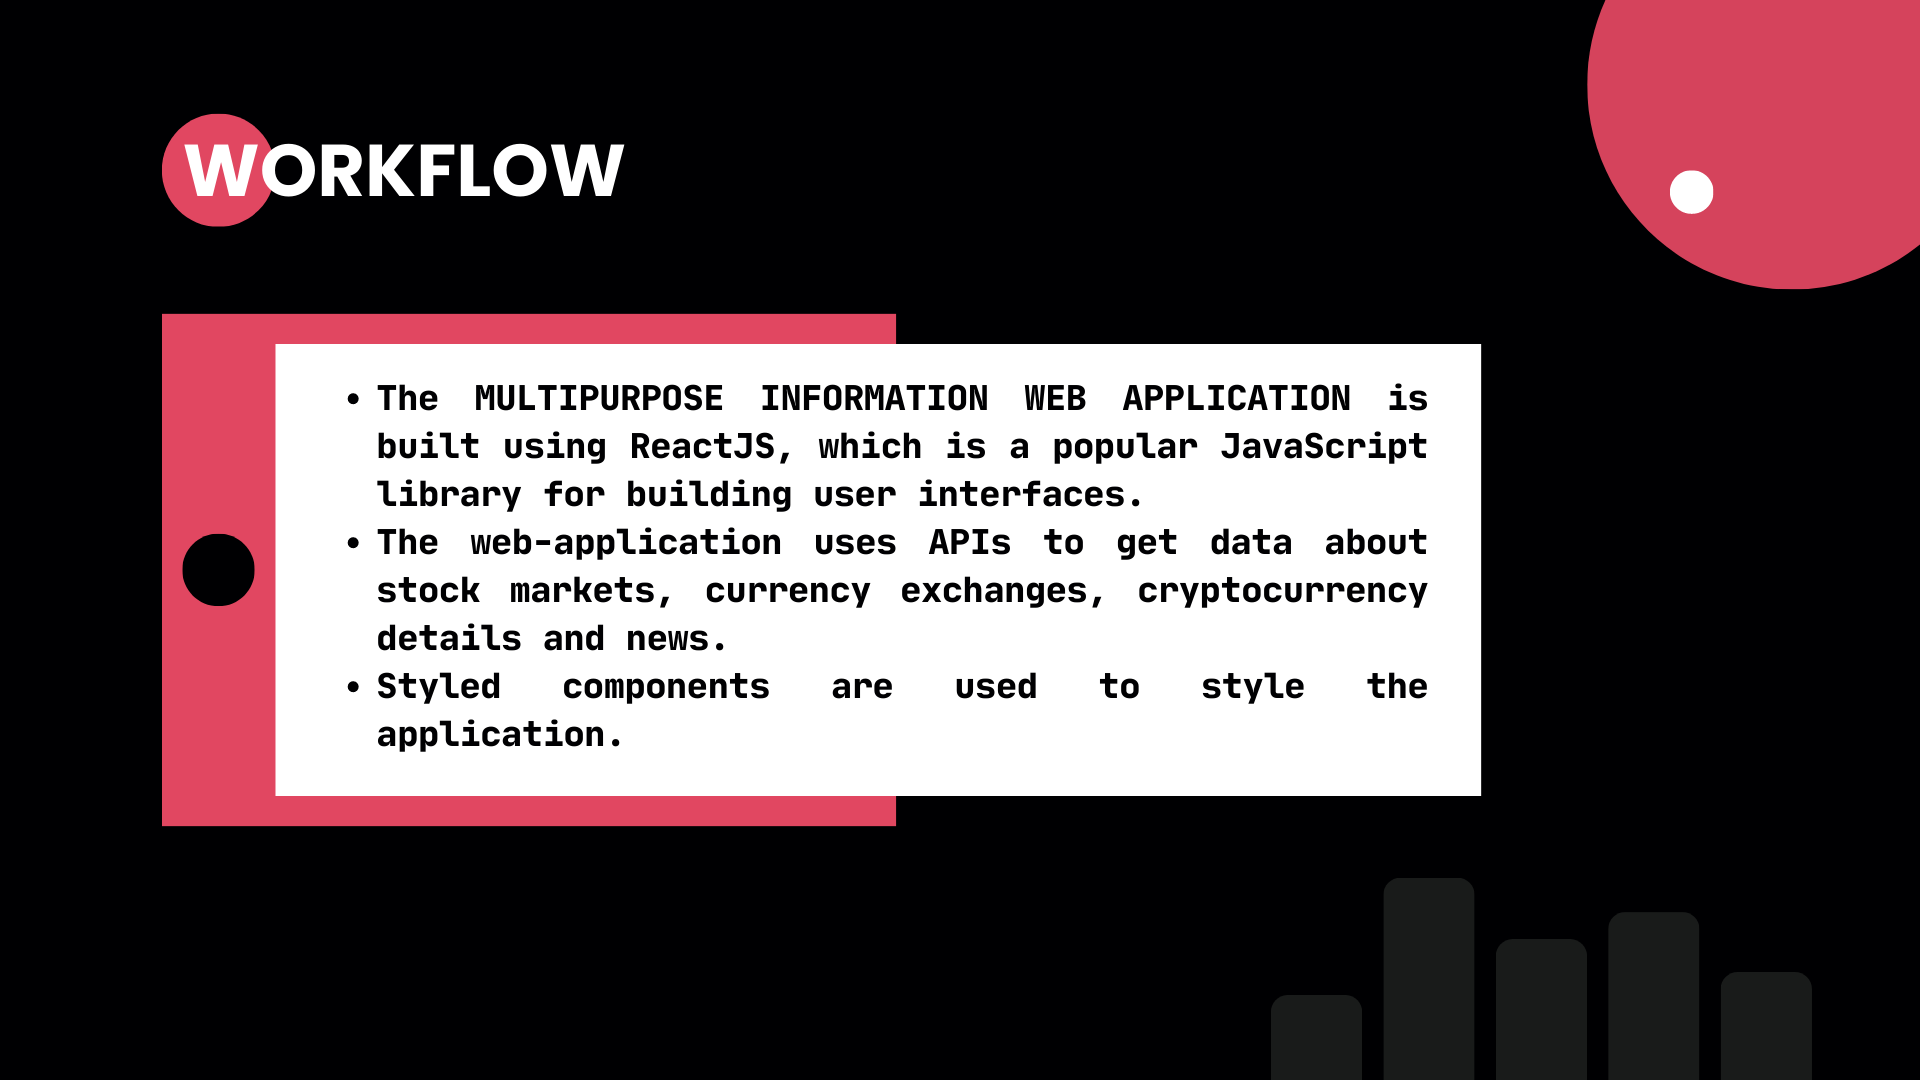 WORKFLOW
• The MULTIPURPOSE INFORMATION WEB APPLICATION is
built using ReactJS, which is a popular JavaScript
library for building user interfaces.
• The web-application uses APIs to get data about
stock markets, currency exchanges, cryptocurrency
details and news.
• Styled components are used to style the
application.